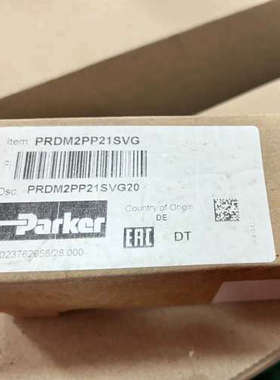 Item: PRDM2PP21SVG
Dsc. PRDM2PP21SVG20
Parker
Country of Origin
DE
EAC DT